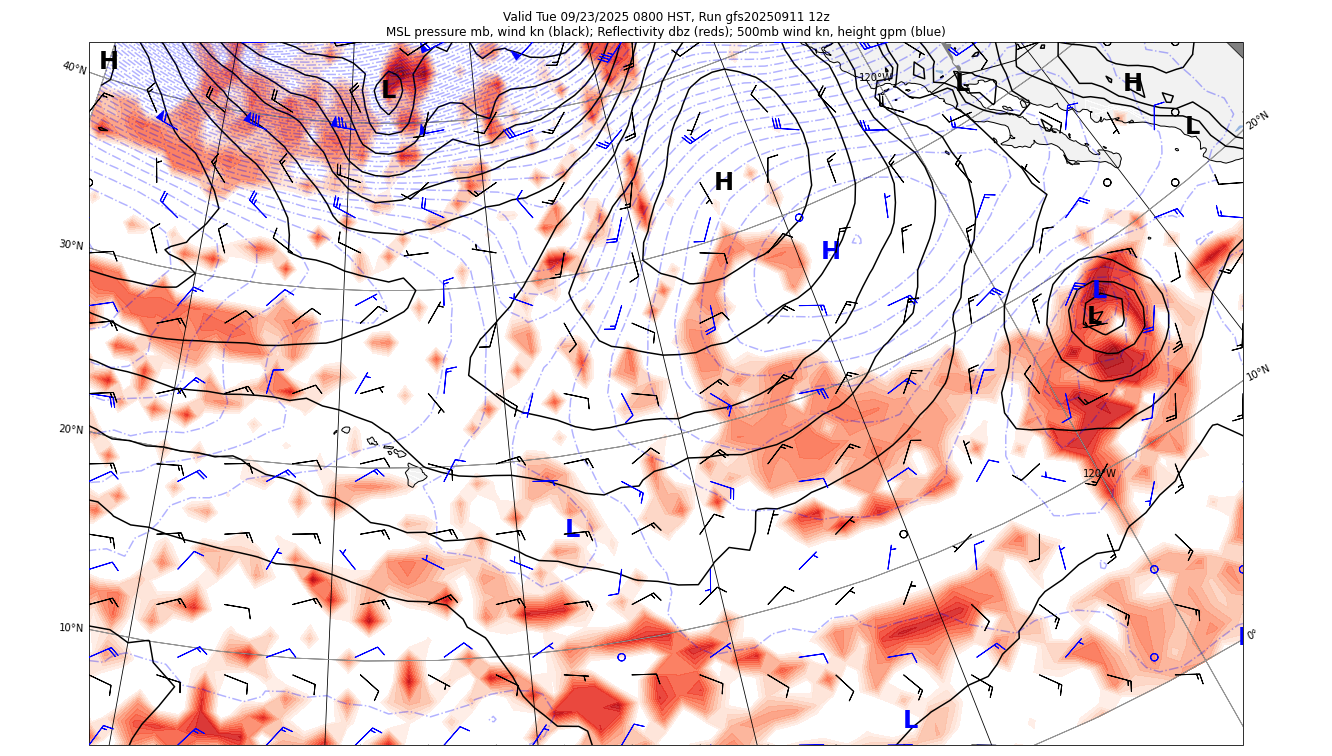 Valid Tue 09/23/2025 0800 HST, Run gfs20250911 12z
MSL pressure mb, wind kn (black); Reflectivity dbz (reds); 500mb wind kn, height gpm (blue)
H
40°N
L
120°W
L
H
20°N
L
H
30°N
H
L
L
10°N
20°N
120°W
L
10°N
0°
L